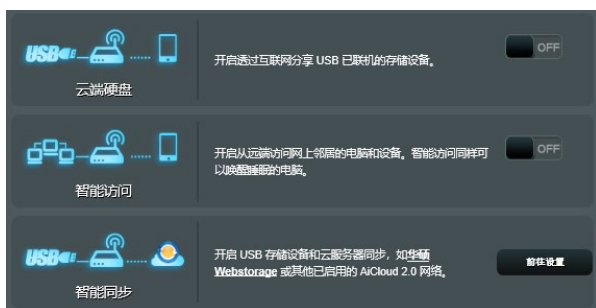 USB
开启透过互联网分享 USB 已联机的存储设备。
OFF
云端硬盘
开启从远端访问网上邻居的电脑和设备。智能访问同样可
以唤醒睡眠的电脑。
OFF
智能访问
USB
开启 USB 存储设备和云服务器同步，如华硕
Webstorage 或其他已启用的 AiCloud 2.0 网络。
前往设置
智能同步